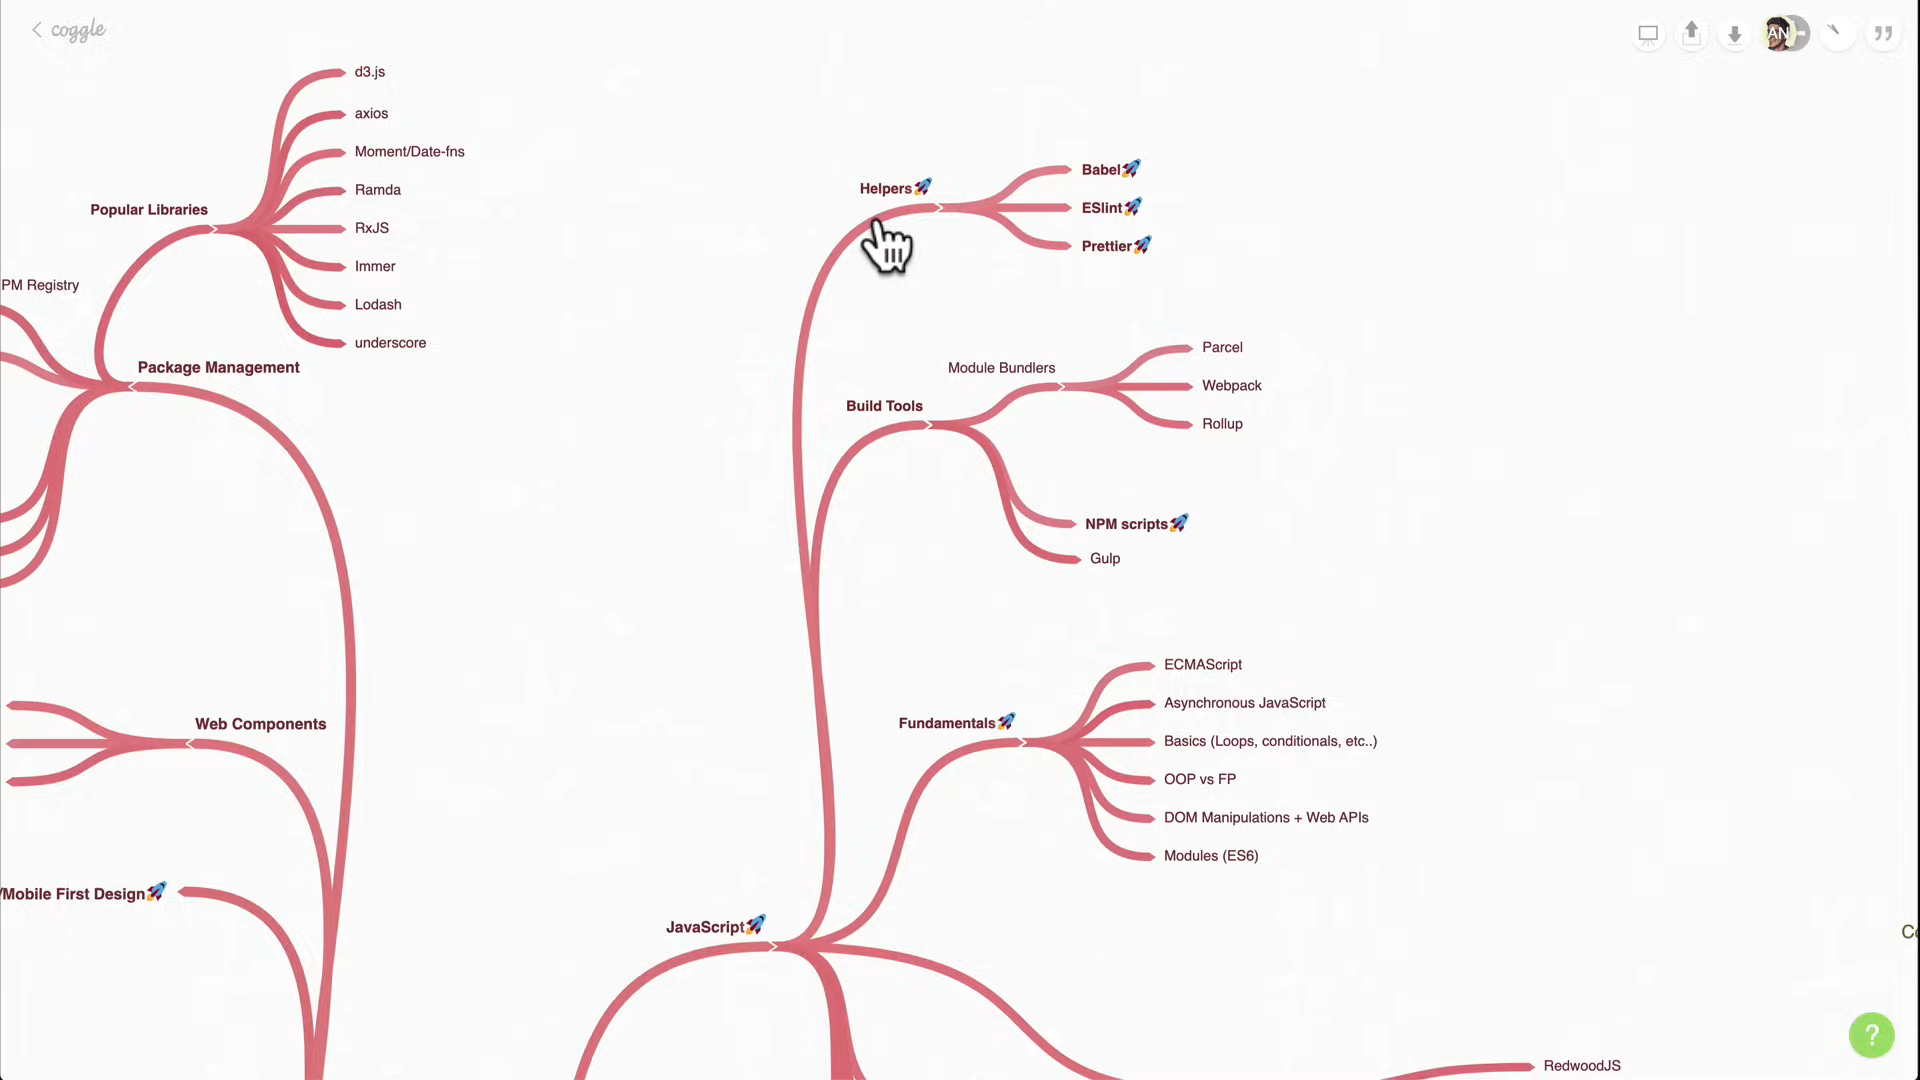 coggle
AN
d3.js
axios
Moment/Date-fns
Ramda
RxJS
Immer
Lodash
underscore
Popular Libraries
PM Registry
Package Management
Web Components
/Mobile First Design
Helpers
Babel
ESlint
Prettier
Build Tools
Module Bundlers
Parcel
Webpack
Rollup
NPM scripts
Gulp
Fundamentals
ECMAScript
Asynchronous JavaScript
Basics (Loops, conditionals, etc..)
OOP vs FP
DOM Manipulations + Web APIs
Modules (ES6)
JavaScript
RedwoodJS
?